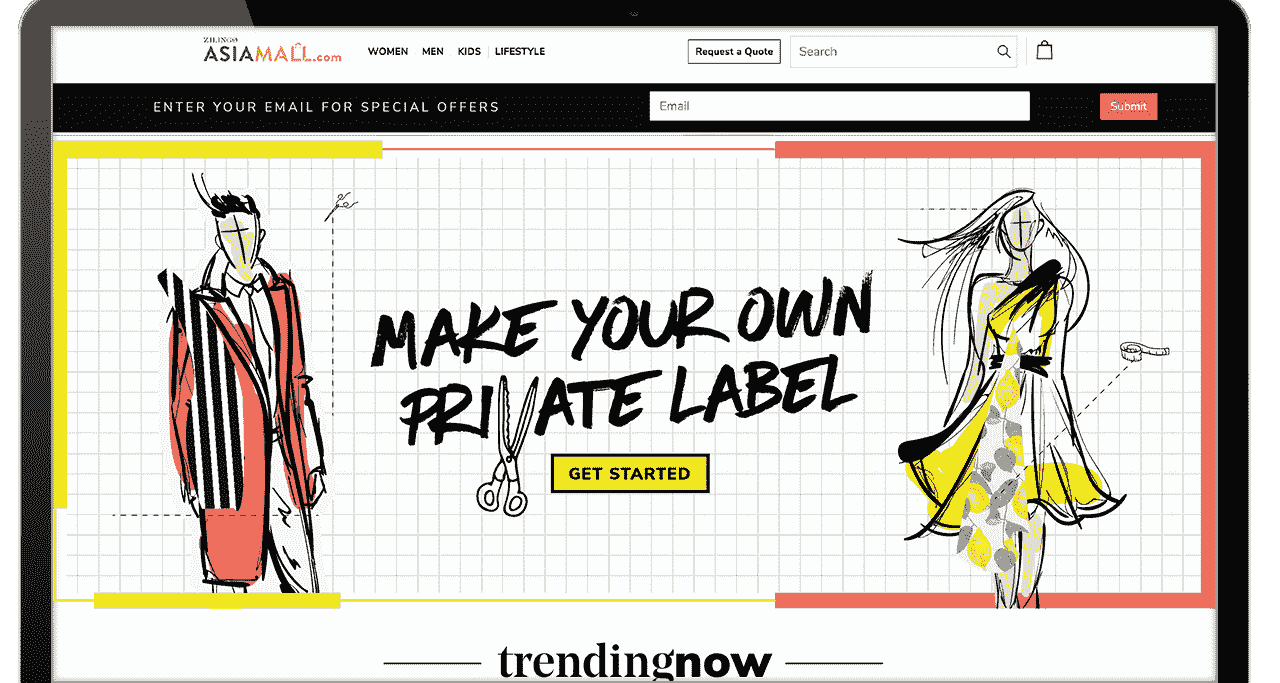 ZILINGO
ASIAMALL.com
WOMEN MEN KIDS LIFESTYLE
Request a Quote
Search
ENTER YOUR EMAIL FOR SPECIAL OFFERS
Email
Submit
MAKE YOUR OWN
PRIVATE LABEL
GET STARTED
trendingnow